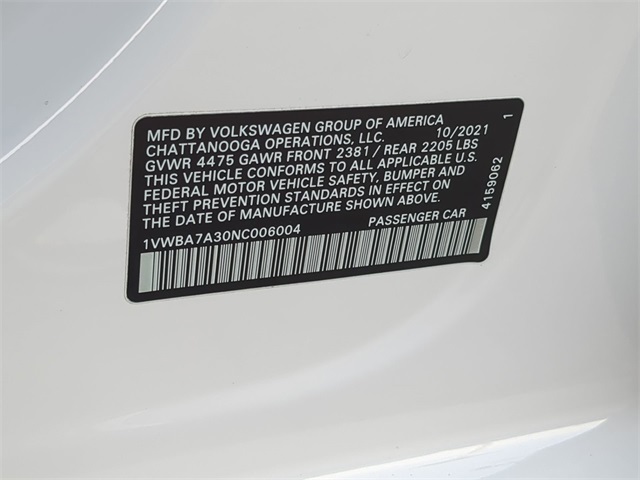 MFD BY VOLKSWAGEN GROUP OF AMERICA
CHATTANOOGA OPERATIONS, LLC. 10/2021
GVWR 4475 GAWR FRONT 2381 / REAR 2205 LBS
THIS VEHICLE CONFORMS TO ALL APPLICABLE U.S.
FEDERAL MOTOR VEHICLE SAFETY, BUMPER AND
THEFT PREVENTION STANDARDS IN EFFECT ON
THE DATE OF MANUFACTURE SHOWN ABOVE.
1VWBA7A30NC006004 PASSENGER CAR
4159062 1